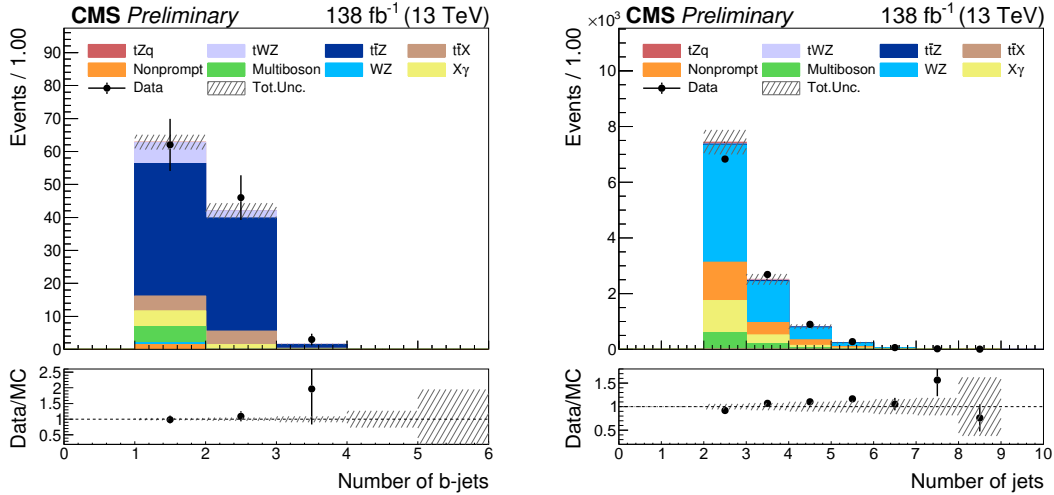 CMS Preliminary 138 fb⁻¹ (13 TeV)
Events / 1.00
tZq tWZ tt̄Z tt̄X
Nonprompt Multiboson WZ Xγ
Data Tot.Unc.
90
80
70
60
50
40
30
20
10
0
Data/MC
2.5
2
1.5
1
0.5
0 1 2 3 4 5 6
Number of b-jets
CMS Preliminary 138 fb⁻¹ (13 TeV)
×10³
Events / 1.00
tZq tWZ tt̄Z tt̄X
Nonprompt Multiboson WZ Xγ
Data Tot.Unc.
10
8
6
4
2
0
Data/MC
1.5
1
0.5
0 1 2 3 4 5 6 7 8 9 10
Number of jets